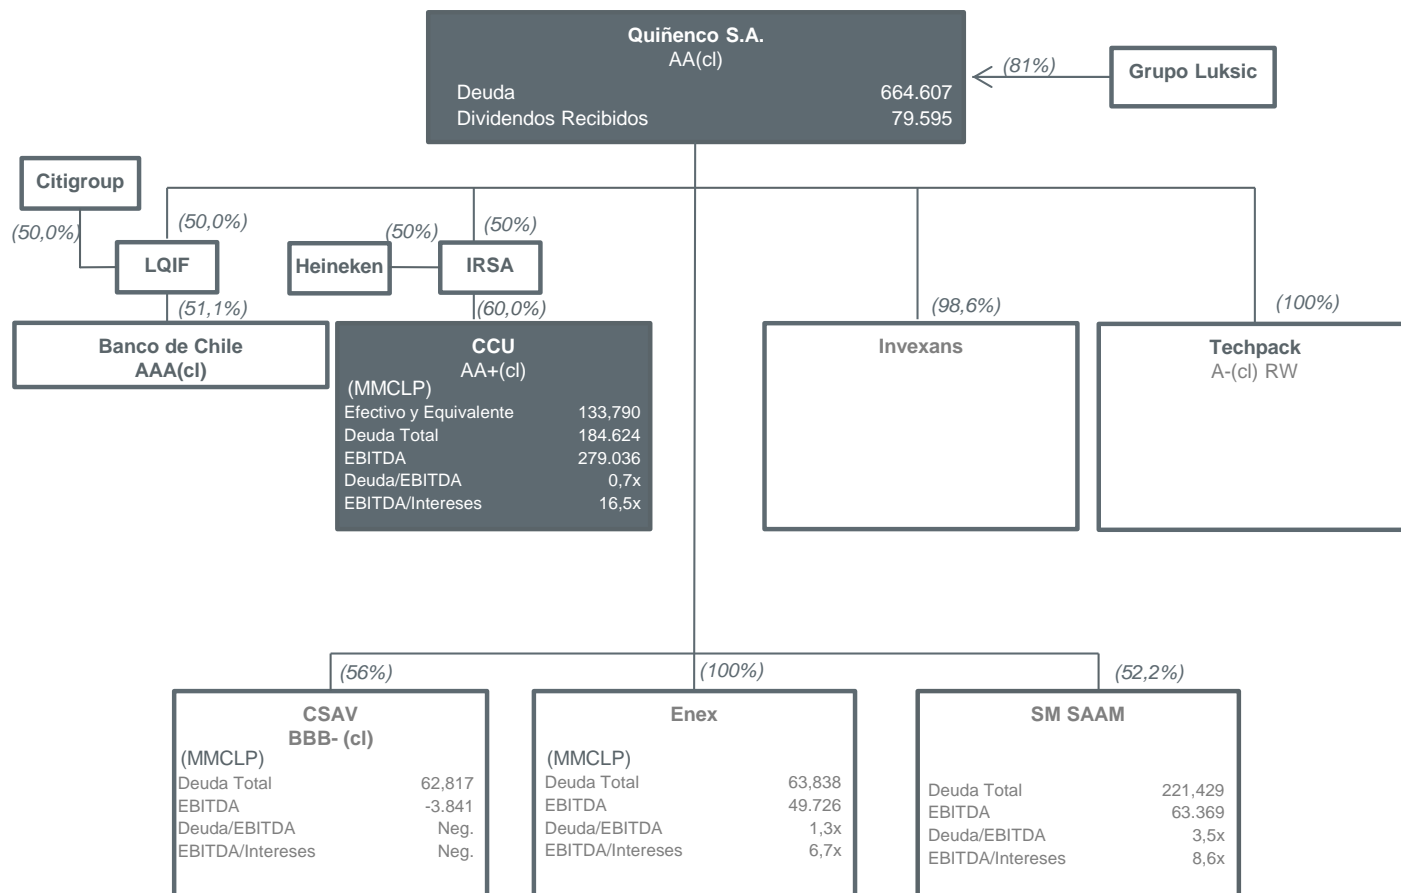 Quiñenco S.A.
AA(cl)
Deuda 664.607
Dividendos Recibidos 79.595
(81%)
Grupo Luksic
Citigroup
(50,0%)
(50,0%)
LQIF
(50%)
(50%)
Heineken
IRSA
(51,1%)
(60,0%)
(98,6%)
(100%)
Banco de Chile
AAA(cl)
CCU
AA+(cl)
(MMCLP)
Efectivo y Equivalente 133,790
Deuda Total 184.624
EBITDA 279.036
Deuda/EBITDA 0,7x
EBITDA/Intereses 16,5x
Invexans
Techpack
A-(cl) RW
(56%)
(100%)
(52,2%)
CSAV
BBB- (cl)
(MMCLP)
Deuda Total 62,817
EBITDA -3.841
Deuda/EBITDA Neg.
EBITDA/Intereses Neg.
Enex
(MMCLP)
Deuda Total 63,838
EBITDA 49.726
Deuda/EBITDA 1,3x
EBITDA/Intereses 6,7x
SM SAAM
Deuda Total 221,429
EBITDA 63.369
Deuda/EBITDA 3,5x
EBITDA/Intereses 8,6x